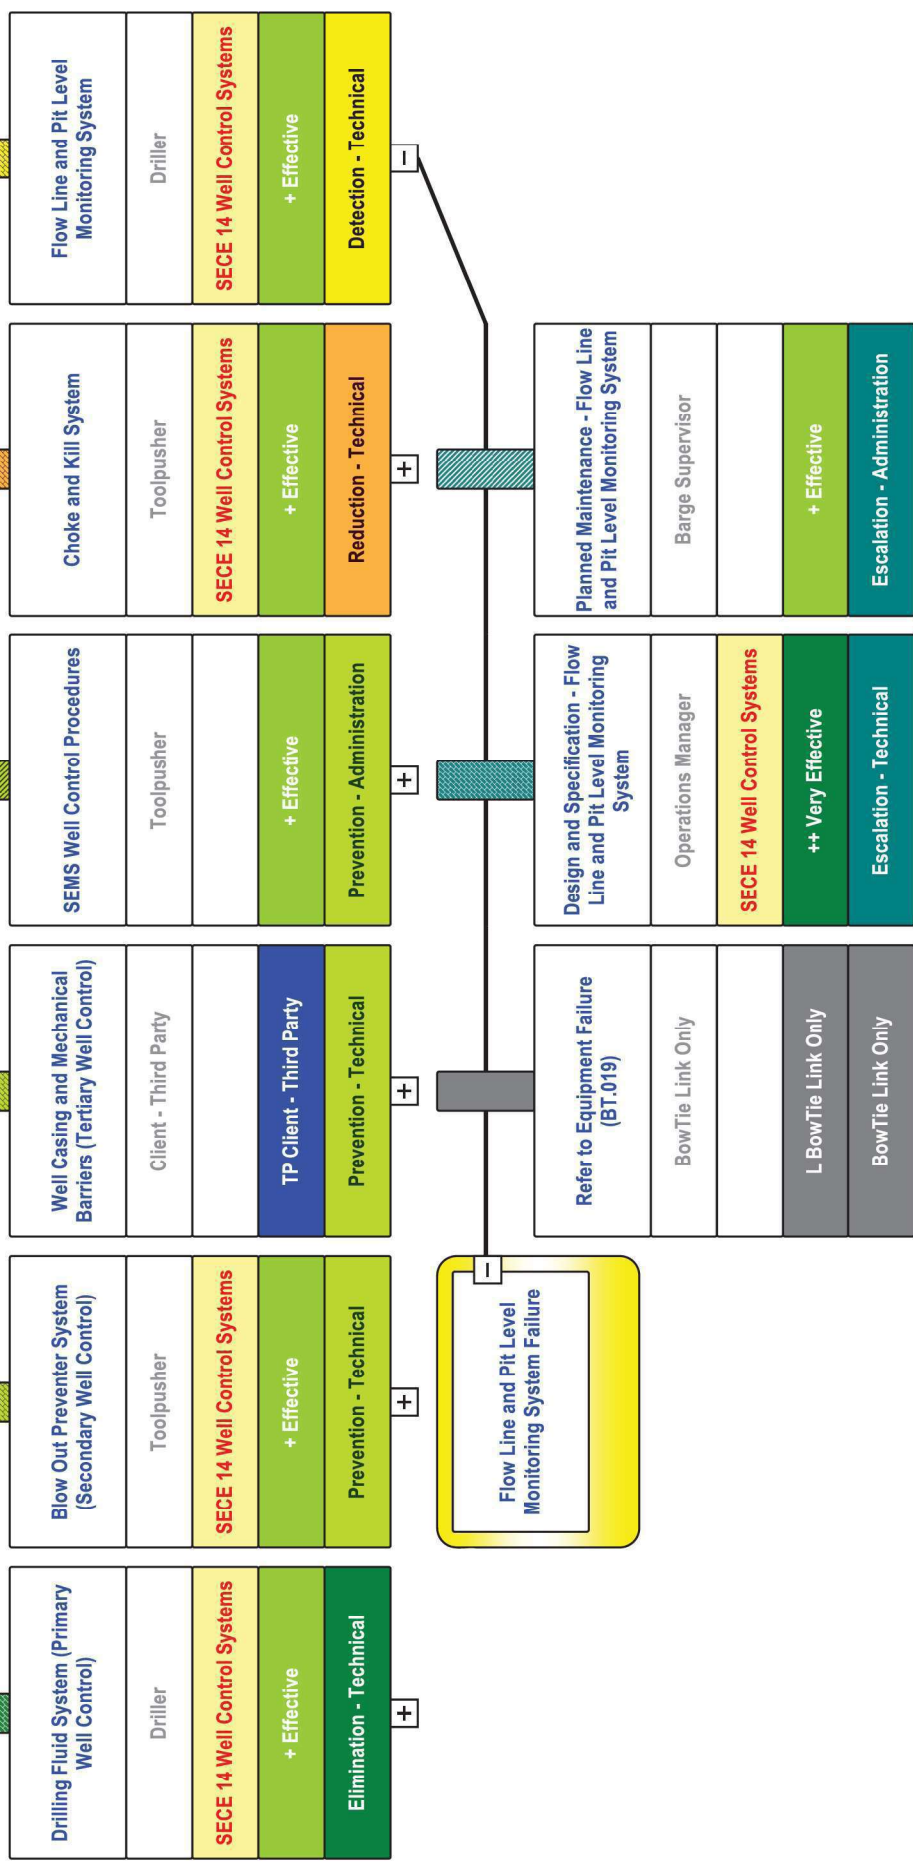 Drilling Fluid System (Primary
Well Control)
Driller
SECE 14 Well Control Systems
+ Effective
Elimination - Technical
+
Blow Out Preventer System
(Secondary Well Control)
Toolpusher
SECE 14 Well Control Systems
+ Effective
Prevention - Technical
+
Well Casing and Mechanical
Barriers (Tertiary Well Control)
Client - Third Party
TP Client - Third Party
Prevention - Technical
+
SEMS Well Control Procedures
Toolpusher
+ Effective
Prevention - Administration
+
Choke and Kill System
Toolpusher
SECE 14 Well Control Systems
+ Effective
Reduction - Technical
+
Flow Line and Pit Level
Monitoring System
Driller
SECE 14 Well Control Systems
+ Effective
Detection - Technical
−
−
Flow Line and Pit Level
Monitoring System Failure
Refer to Equipment Failure
(BT.019)
BowTie Link Only
L BowTie Link Only
BowTie Link Only
Design and Specification - Flow
Line and Pit Level Monitoring
System
Operations Manager
SECE 14 Well Control Systems
++ Very Effective
Escalation - Technical
Planned Maintenance - Flow Line
and Pit Level Monitoring System
Barge Supervisor
+ Effective
Escalation - Administration